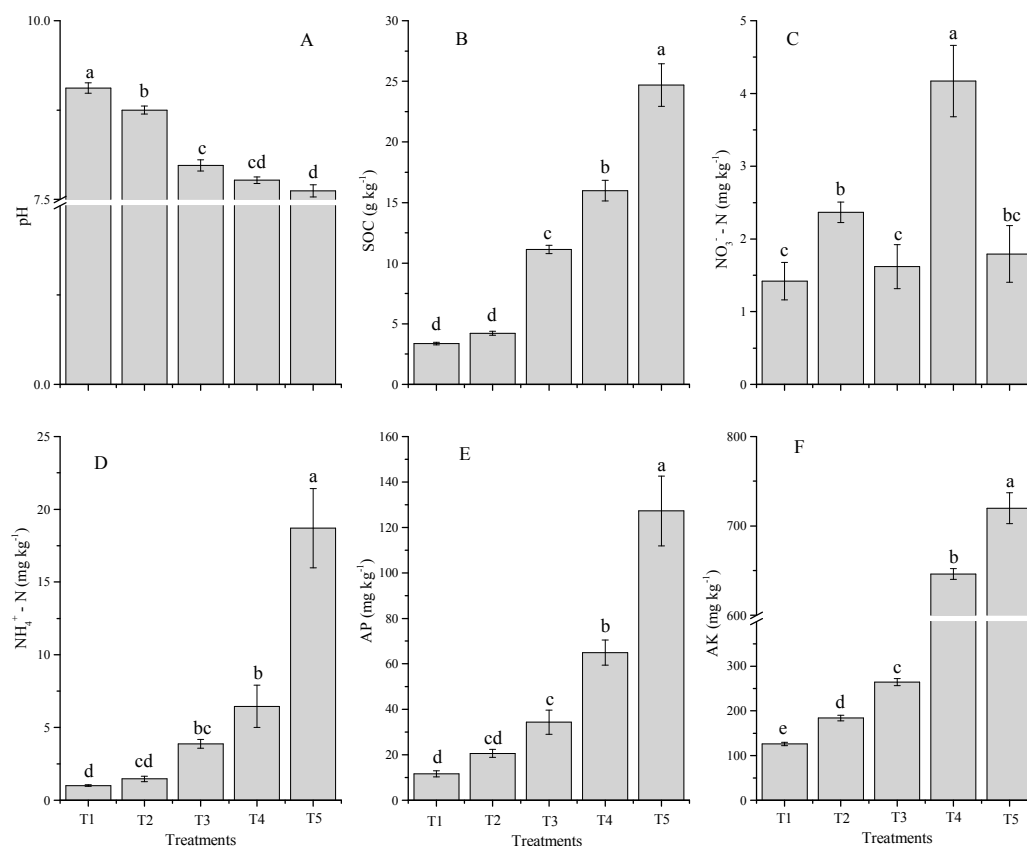 A
10.0
7.5
0.0
pH
a
b
c
cd
d
B
30
25
20
15
10
5
0
SOC (g kg⁻¹)
d
d
c
b
a
C
5
4
3
2
1
0
NO₃⁻ - N (mg kg⁻¹)
c
b
c
a
bc
D
25
20
15
10
5
0
NH₄⁺ - N (mg kg⁻¹)
d
cd
bc
b
a
T1 T2 T3 T4 T5
Treatments
E
160
140
120
100
80
60
40
20
0
AP (mg kg⁻¹)
d
cd
c
b
a
T1 T2 T3 T4 T5
Treatments
F
800
700
600
300
200
100
0
AK (mg kg⁻¹)
e
d
c
b
a
T1 T2 T3 T4 T5
Treatments